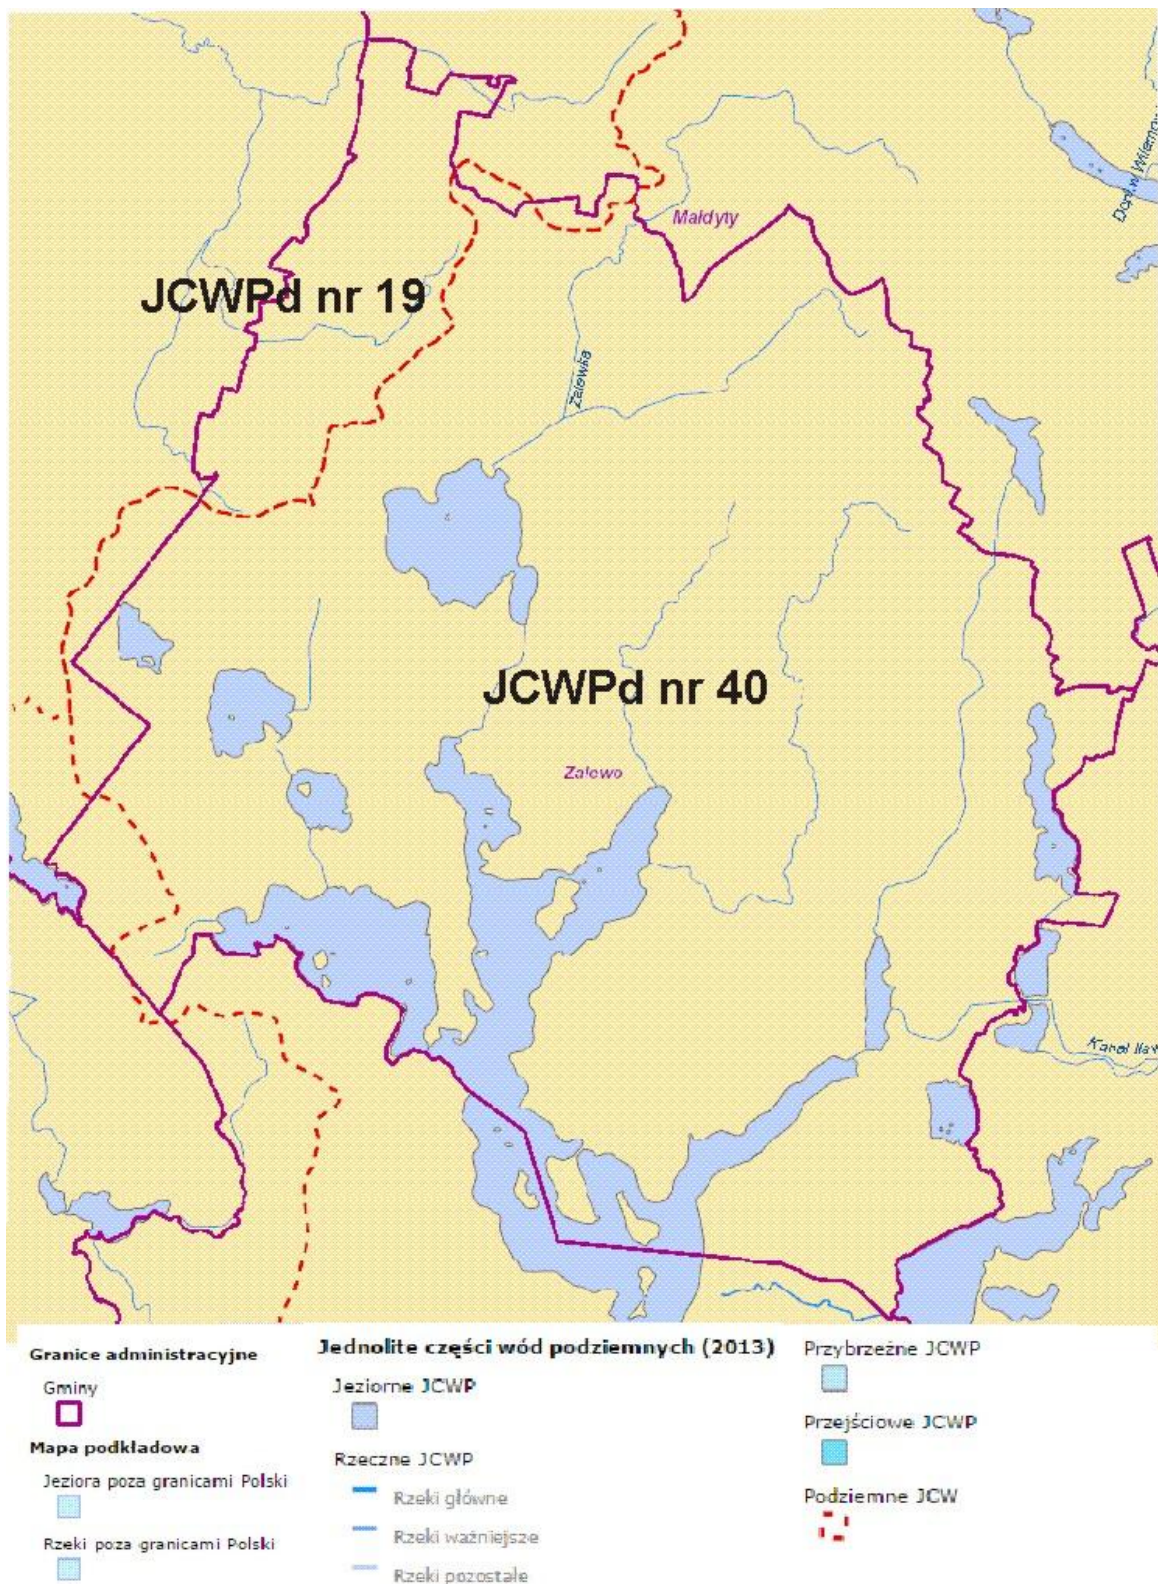 Małdyty
JCWPd nr 19
Zalewka
JCWPd nr 40
Zalewo
Kanał
Granice administracyjne
Gminy
Mapa podkładowa
Jeziora poza granicami Polski
Rzeki poza granicami Polski
Jednolite części wód podziemnych (2013)
Jeziorne JCWP
Rzeczne JCWP
Rzeki główne
Rzeki ważniejsze
Rzeki pozostałe
Przybrzeżne JCWP
Przejściowe JCWP
Podziemne JCW